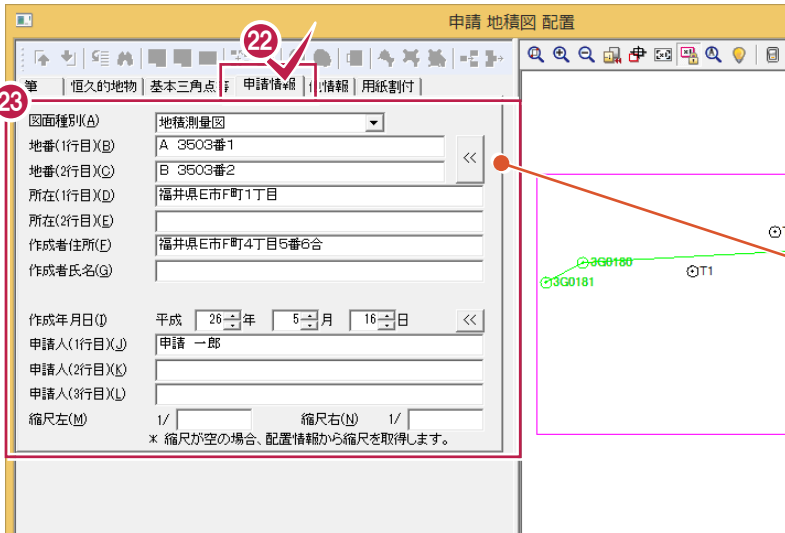 申請 地積図 配置
22
筆 恒久的地物 基本三角点等 申請情報 他情報 用紙割付
23
図面種別(A) 地積測量図
地番(1行目)(B) A 3503番1
<<
地番(2行目)(C) B 3503番2
所在(1行目)(D) 福井県E市F町1丁目
所在(2行目)(E)
作成者住所(F) 福井県E市F町4丁目5番6合
作成者氏名(G)
作成年月日(I) 平成 26 年 5 月 16 日 <<
申請人(1行目)(J) 申請 一郎
申請人(2行目)(K)
申請人(3行目)(L)
縮尺左(M) 1/ 縮尺右(N) 1/
* 縮尺が空の場合、配置情報から縮尺を取得します。
3G0180
3G0181
T1